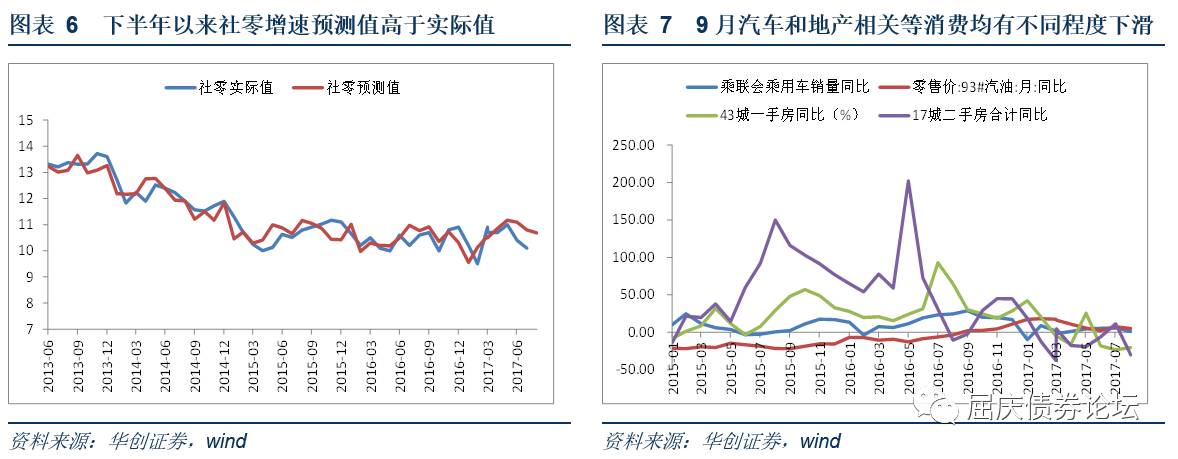 图表 6 下半年以来社零增速预测值高于实际值
社零实际值 社零预测值
15
14
13
12
11
10
9
8
7
2013-06 2013-09 2013-12 2014-03 2014-06 2014-09 2014-12 2015-03 2015-06 2015-09 2015-12 2016-03 2016-06 2016-09 2016-12 2017-03 2017-06
资料来源：华创证券，wind
图表 7 9 月汽车和地产相关等消费均有不同程度下滑
乘联会乘用车销量同比 零售价:93#汽油:月:同比
43城一手房同比（%） 17城二手房合计同比
250.00
200.00
150.00
100.00
50.00
0.00
-50.00
2015-01 2015-03 2015-05 2015-07 2015-09 2015-11 2016-01 2016-03 2016-05 2016-07 2016-09 2016-11 2017-01 2017-03 2017-05 2017-07
屈庆债券论坛
资料来源：华创证券，wind